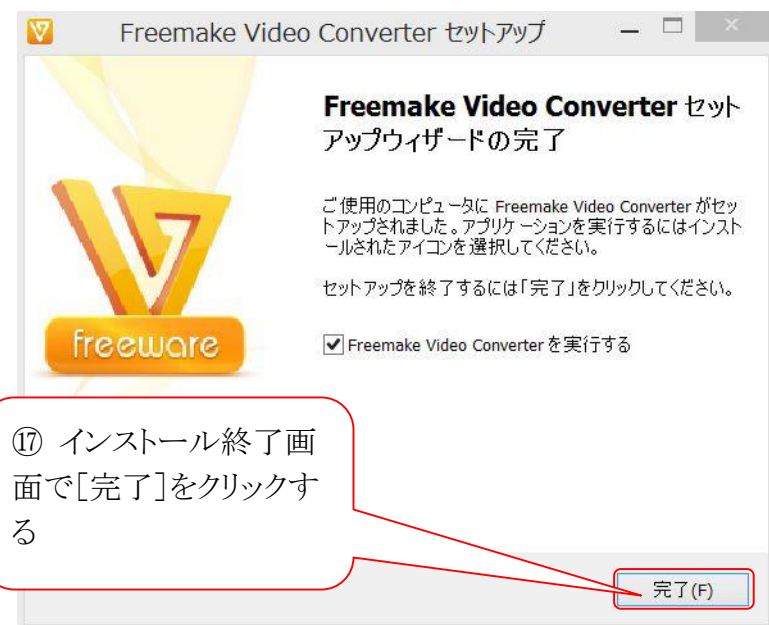 Freemake Video Converter セットアップ
Freemake Video Converter セット
アップウィザードの完了
ご使用のコンピュータに Freemake Video Converter がセッ
トアップされました。アプリケーションを実行するにはインスト
ールされたアイコンを選択してください。
セットアップを終了するには「完了」をクリックしてください。
Freemake Video Converter を実行する
freeware
⑰ インストール終了画
面で[完了]をクリックす
る
完了(F)